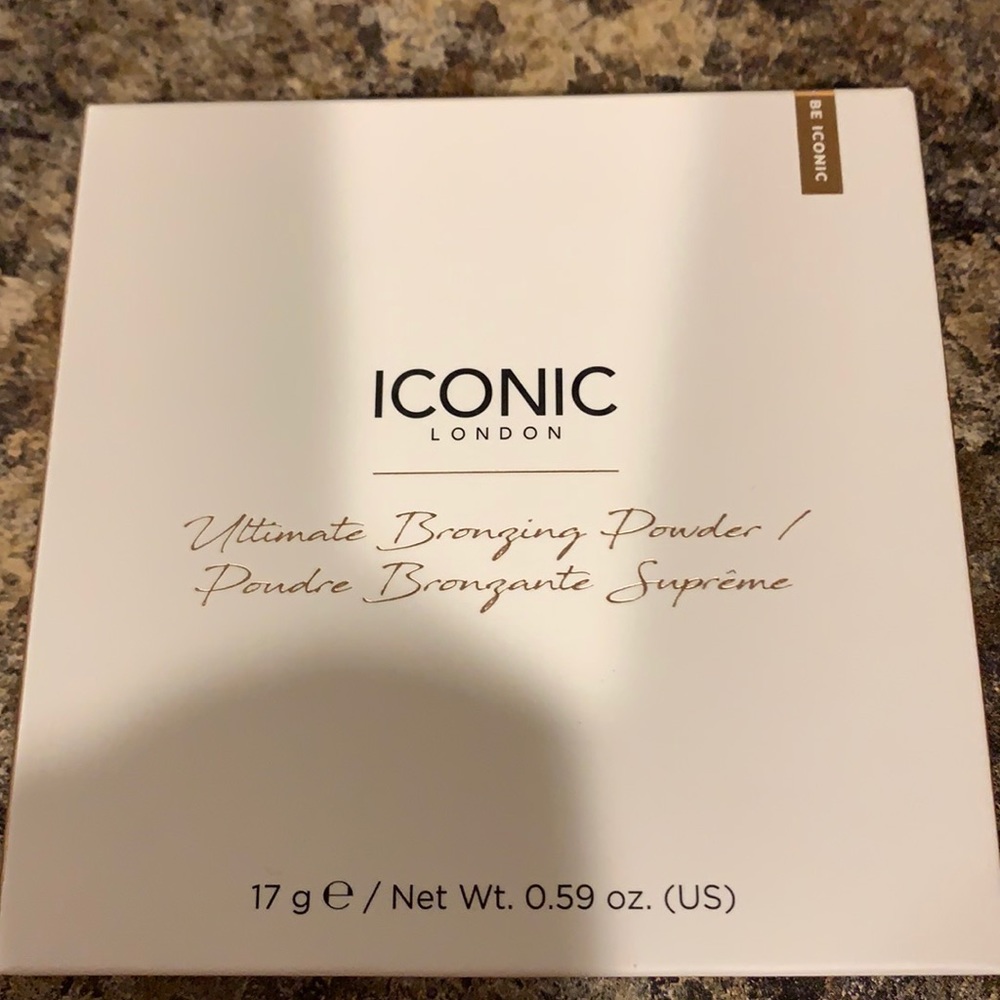 BE ICONIC
ICONIC
LONDON
Ultimate Bronzing Powder /
Poudre Bronzante Suprême
17 g ℮ / Net Wt. 0.59 oz. (US)